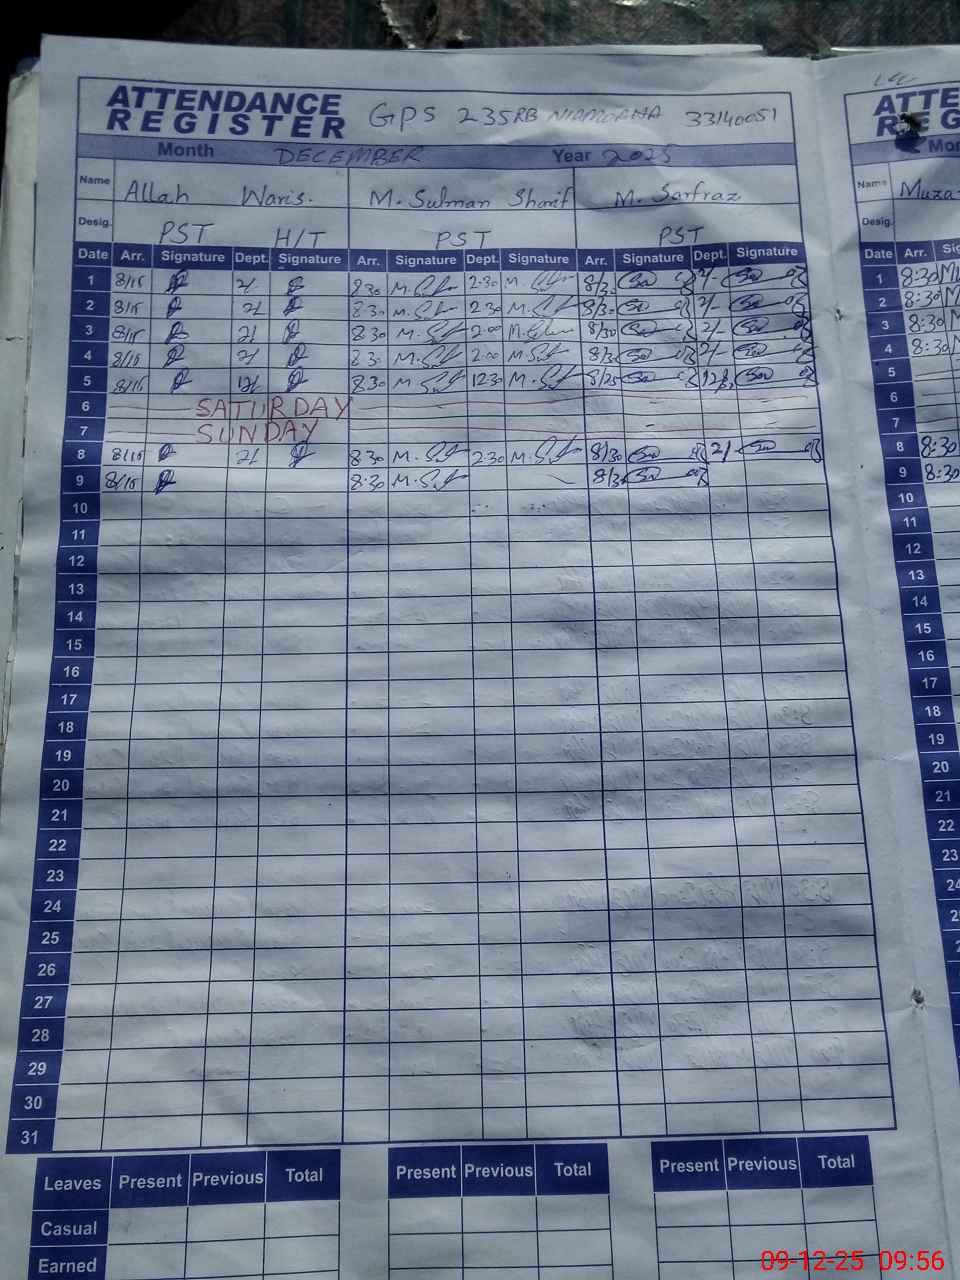 ATTENDANCE REGISTER GPS 235RB NIAMOANA 33140051
Month DECEMBER Year 2025
Name Allah Waris. M. Sulman Sharif M. Sarfraz
Desig. PST H/T PST PST
Date Arr. Signature Dept. Signature Arr. Signature Dept. Signature Arr. Signature Dept. Signature
1 8/15 2/ 8:30 2:30 8/30 2/-
2 8/15 2/ 8:30 2:30 8/30 2/-
3 8/15 2/ 8:30 2:00 8/30 2/-
4 8/15 2/ 8:30 2:00 8/30 2/-
5 8/15 12/ 8:30 12:30
6 SATURDAY
7 SUNDAY
8 8/15 2/ 8:30 2:30 8/30 2/-
9 8/15 8:30 8/30
10
11
12
13
14
15
16
17
18
19
20
21
22
23
24
25
26
27
28
29
30
31
Leaves Present Previous Total Present Previous Total Present Previous Total
Casual
Earned
Name
Desig.
Date Arr.
1 8:30
2 8:30
3 8:30
4 8:30
5
6
7
8 8:30
9 8:30
10
11
12
13
14
15
16
17
18
19
20
21
22
23
24
09-12-25 09:56